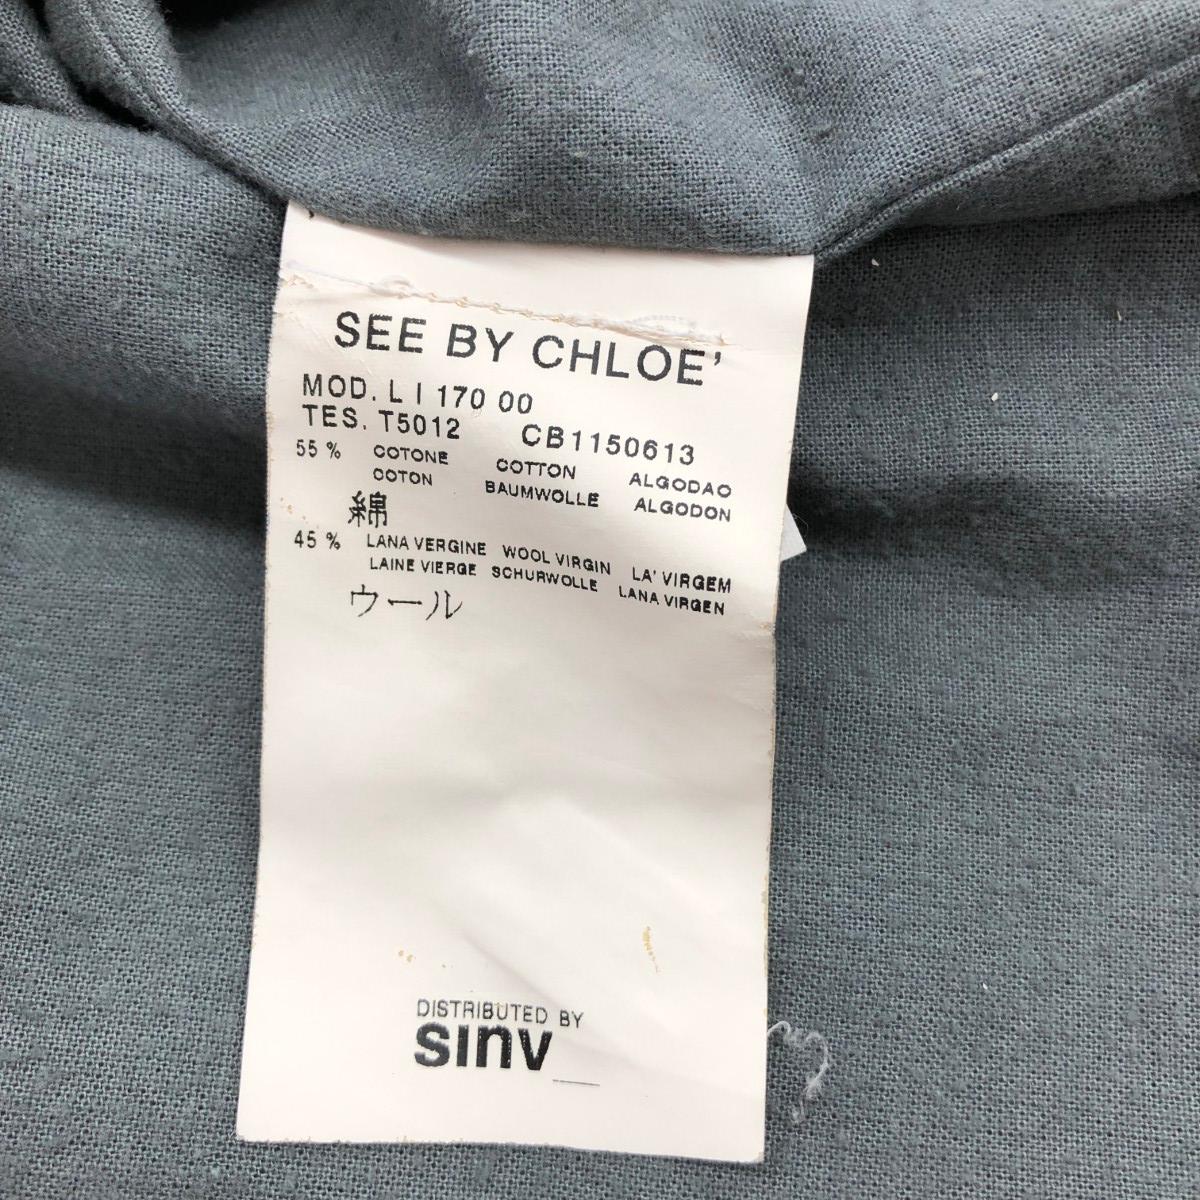 SEE BY CHLOE'
MOD. L I 170 00
TES. T5012 CB1150613
55 % COTONE COTTON ALGODAO
COTON BAUMWOLLE ALGODON
綿
45 % LANA VERGINE WOOL VIRGIN LA' VIRGEM
LAINE VIERGE SCHURWOLLE LANA VIRGEN
ウール
DISTRIBUTED BY
sinv